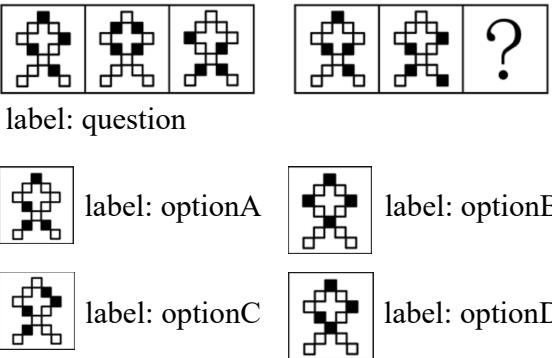 ?
label: question
label: optionA
label: optionB
label: optionC
label: optionD